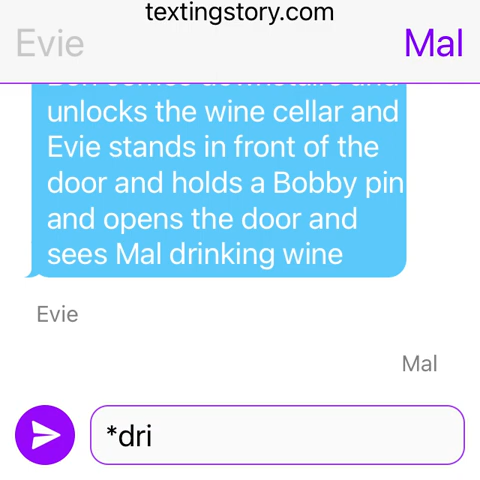 textingstory.com
Evie Mal
unlocks the wine cellar and
Evie stands in front of the
door and holds a Bobby pin
and opens the door and
sees Mal drinking wine
Evie
Mal
*dri